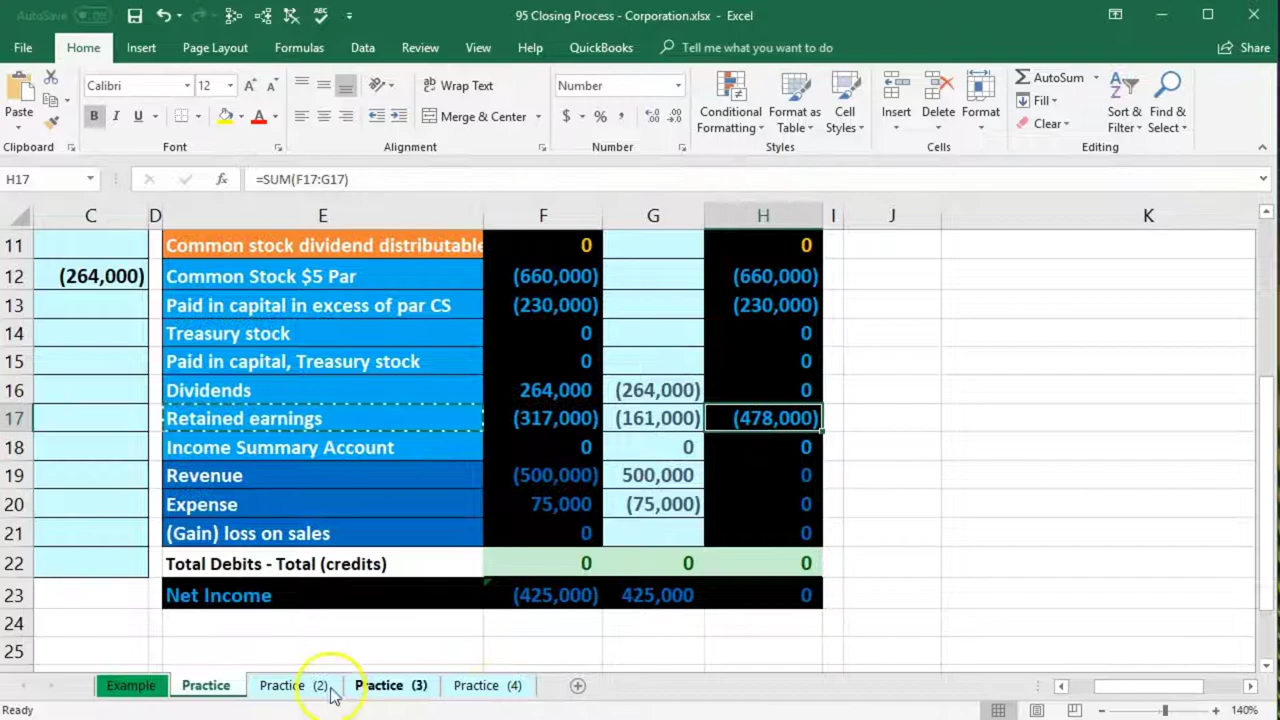 AutoSave Off 95 Closing Process - Corporation.xlsx - Excel
File Home Insert Page Layout Formulas Data Review View Help QuickBooks Tell me what you want to do Share
Calibri 12 Wrap Text Number AutoSum
Paste Merge & Center Conditional Formatting Format as Table Cell Styles Insert Delete Format Fill Clear Sort & Filter Find & Select
Clipboard Font Alignment Number Styles Cells Editing
H17 fx =SUM(F17:G17)
C D E F G H I J K
11 Common stock dividend distributable 0 0
12 (264,000) Common Stock $5 Par (660,000) (660,000)
13 Paid in capital in excess of par CS (230,000) (230,000)
14 Treasury stock 0 0
15 Paid in capital, Treasury stock 0 0
16 Dividends 264,000 (264,000) 0
17 Retained earnings (317,000) (161,000) (478,000)
18 Income Summary Account 0 0 0
19 Revenue (500,000) 500,000 0
20 Expense 75,000 (75,000) 0
21 (Gain) loss on sales 0 0
22 Total Debits - Total (credits) 0 0 0
23 Net Income (425,000) 425,000 0
24
25
Example Practice Practice (2) Practice (3) Practice (4)
Ready 140%